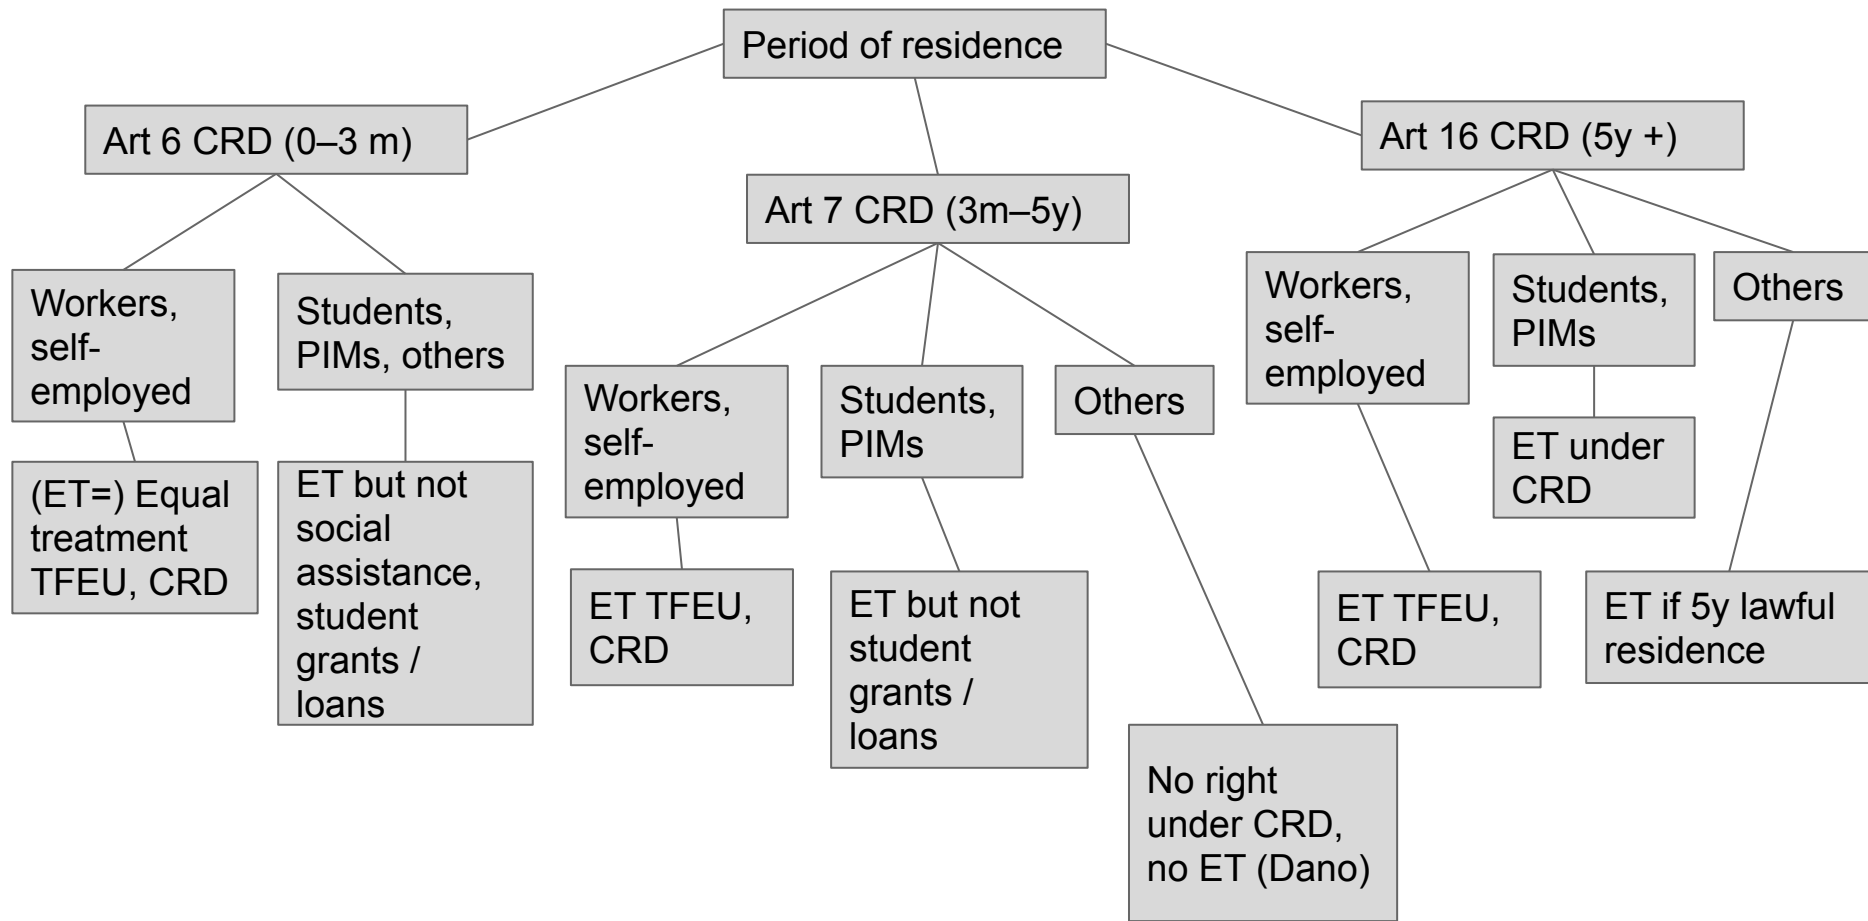 Period of residence
Art 6 CRD (0–3 m)
Art 16 CRD (5y +)
Art 7 CRD (3m–5y)
Workers,
self-
employed
Students,
PIMs, others
Workers,
self-
employed
Students,
PIMs
Others
Workers,
self-
employed
Students,
PIMs
Others
(ET=) Equal
treatment
TFEU, CRD
ET but not
social
assistance,
student
grants /
loans
ET TFEU,
CRD
ET but not
student
grants /
loans
No right
under CRD,
no ET (Dano)
ET TFEU,
CRD
ET under
CRD
ET if 5y lawful
residence